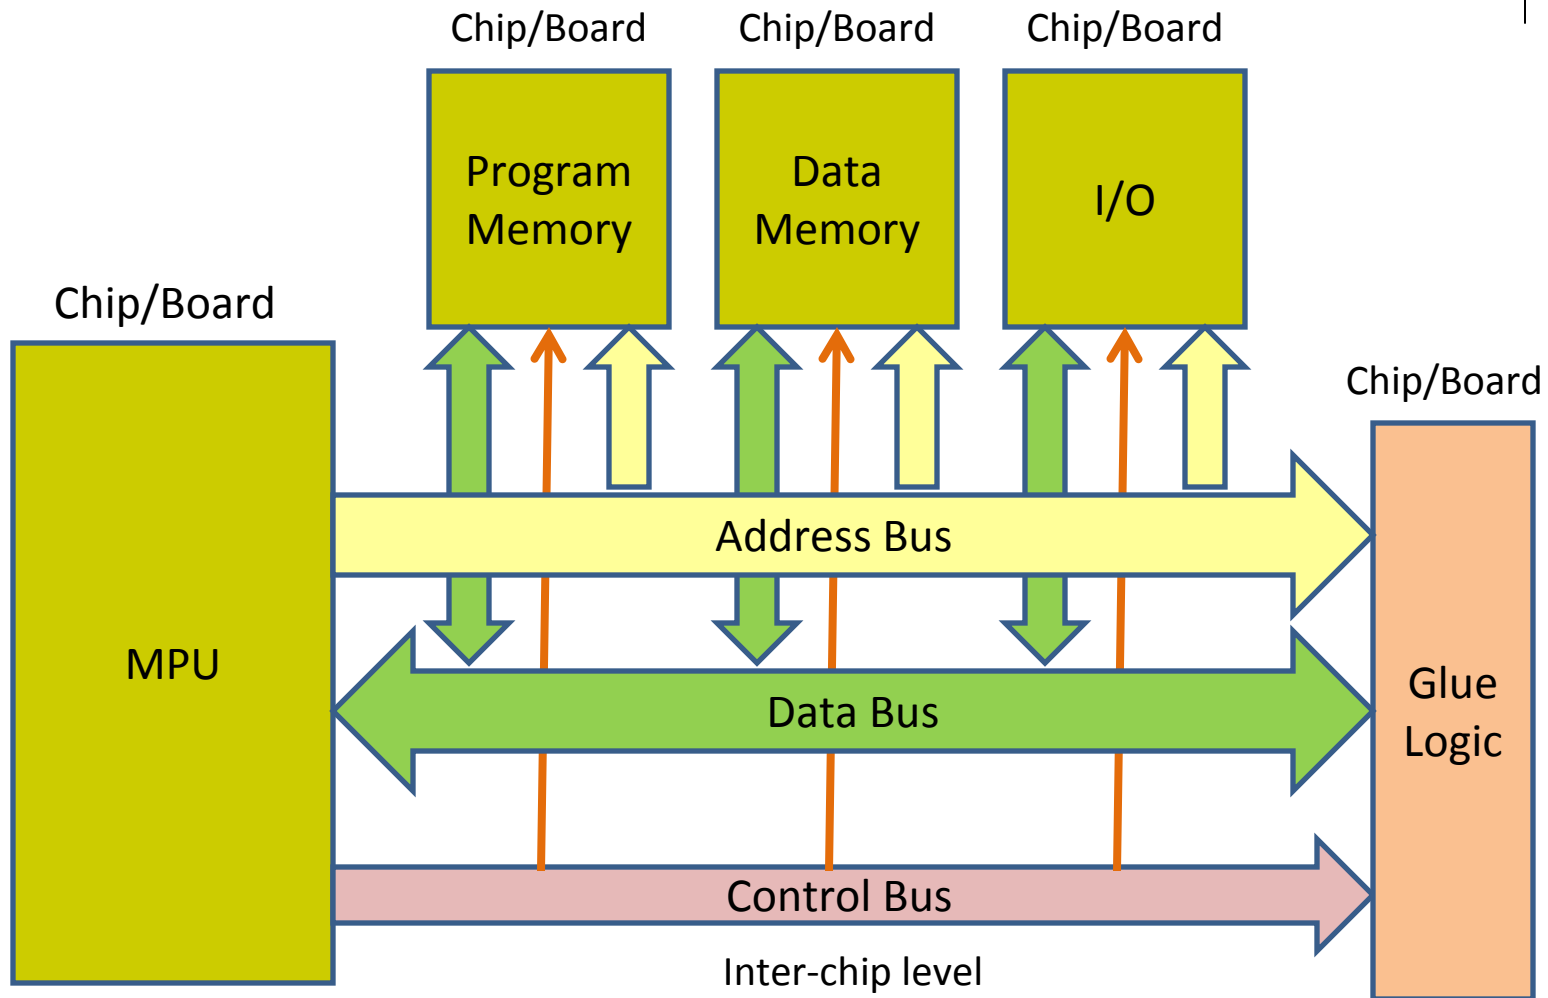 Chip/Board
Chip/Board
Chip/Board
Program
Memory
Data
Memory
I/O
Chip/Board
Chip/Board
Address Bus
MPU
Data Bus
Glue
Logic
Control Bus
Inter-chip level